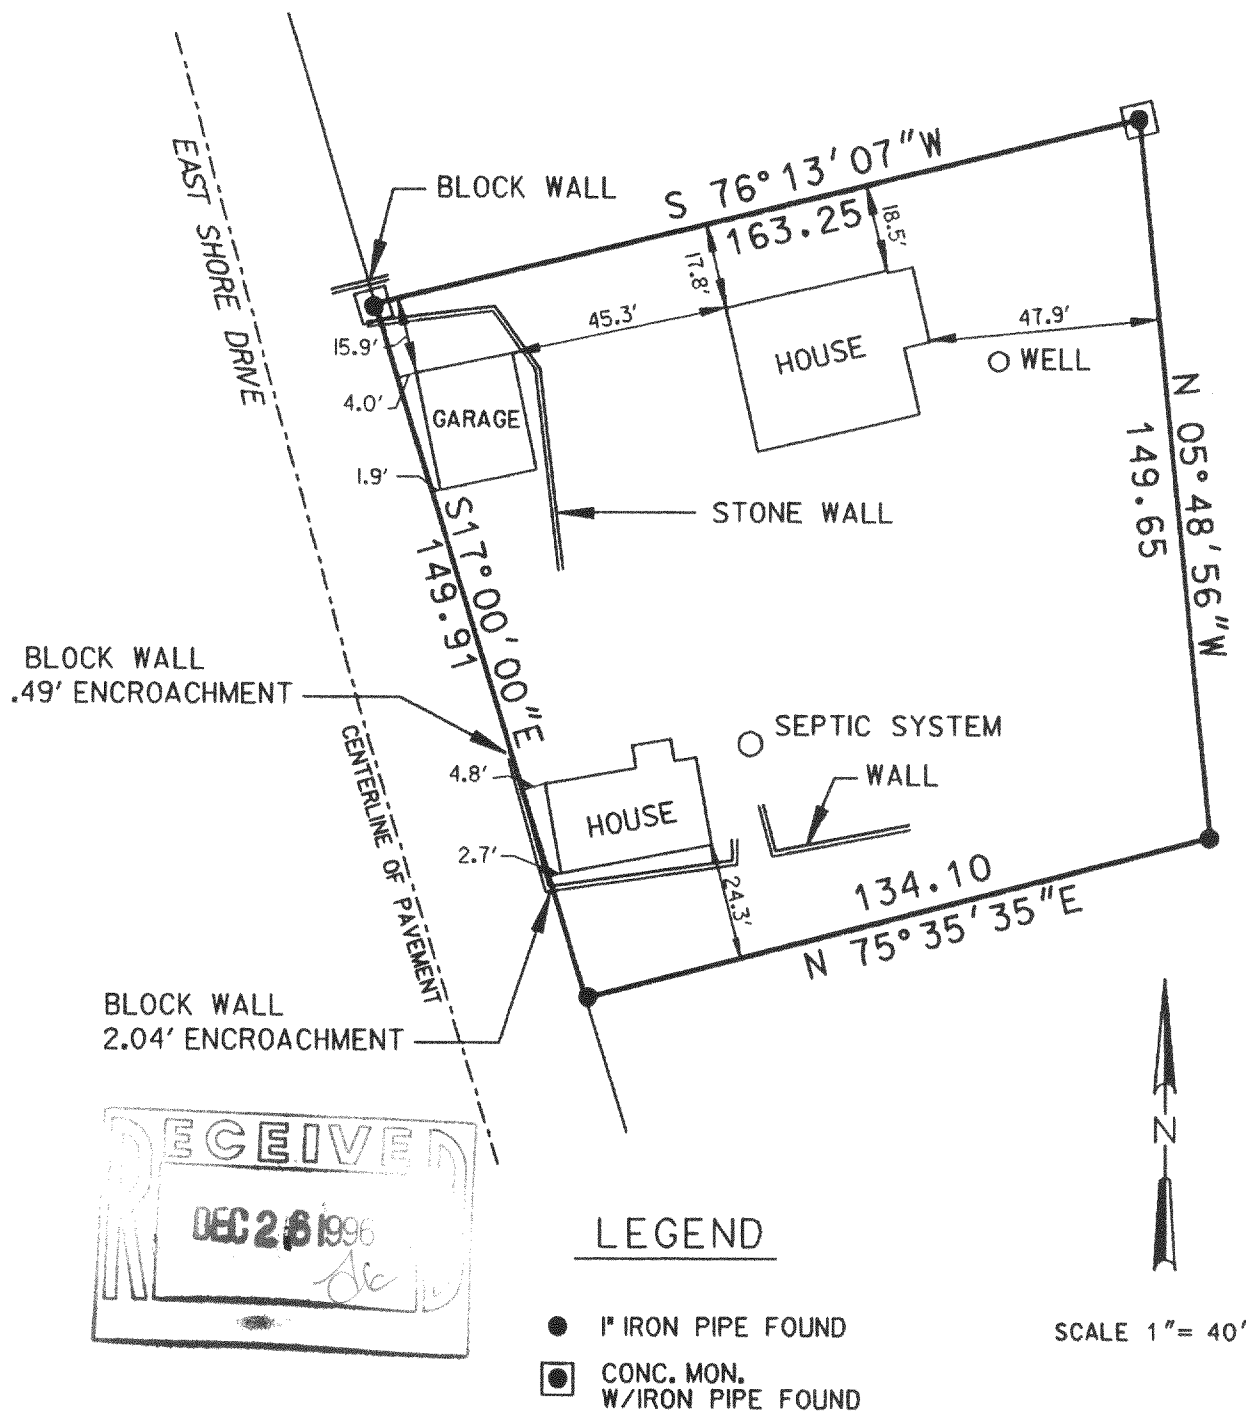 BLOCK WALL
EAST SHORE DRIVE
S 76°13'07"W
163.25
18.5'
17.8'
45.3'
47.9'
15.9'
HOUSE
WELL
4.0'
GARAGE
1.9'
N 05°48'56"W
149.65
STONE WALL
S17°00'00"E
149.91
BLOCK WALL
.49' ENCROACHMENT
CENTERLINE OF PAVEMENT
SEPTIC SYSTEM
4.8'
WALL
HOUSE
2.7'
24.3'
134.10
N 75°35'35"E
BLOCK WALL
2.04' ENCROACHMENT
N
RECEIVED
DEC 26 1996
LEGEND
1" IRON PIPE FOUND
SCALE 1"= 40'
CONC. MON.
W/IRON PIPE FOUND